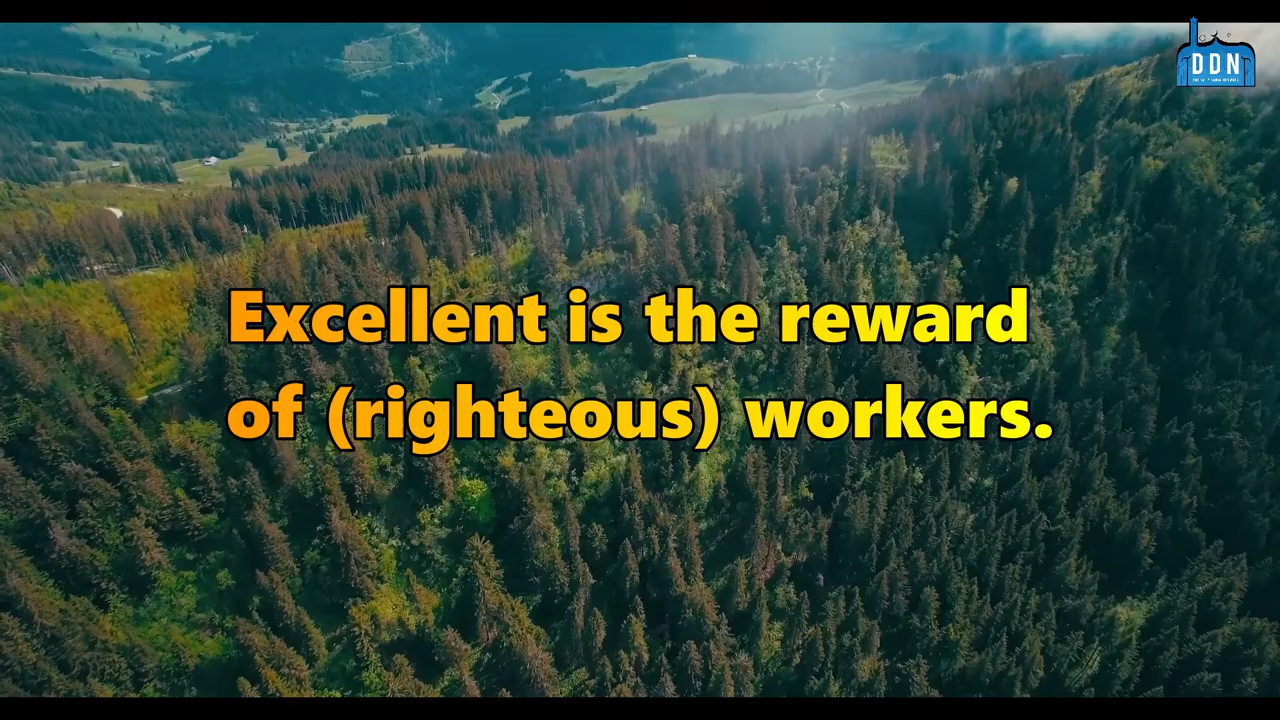 DDN
Excellent is the reward
of (righteous) workers.